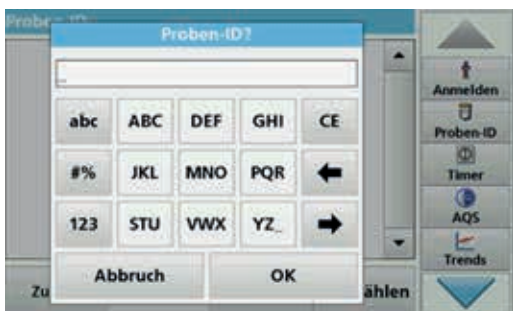 Proben-ID?
_
abc ABC DEF GHI CE
#% JKL MNO PQR
123 STU VWX YZ_
Abbruch OK
Zu ählen
Anmelden
Proben-ID
Timer
AQS
Trends